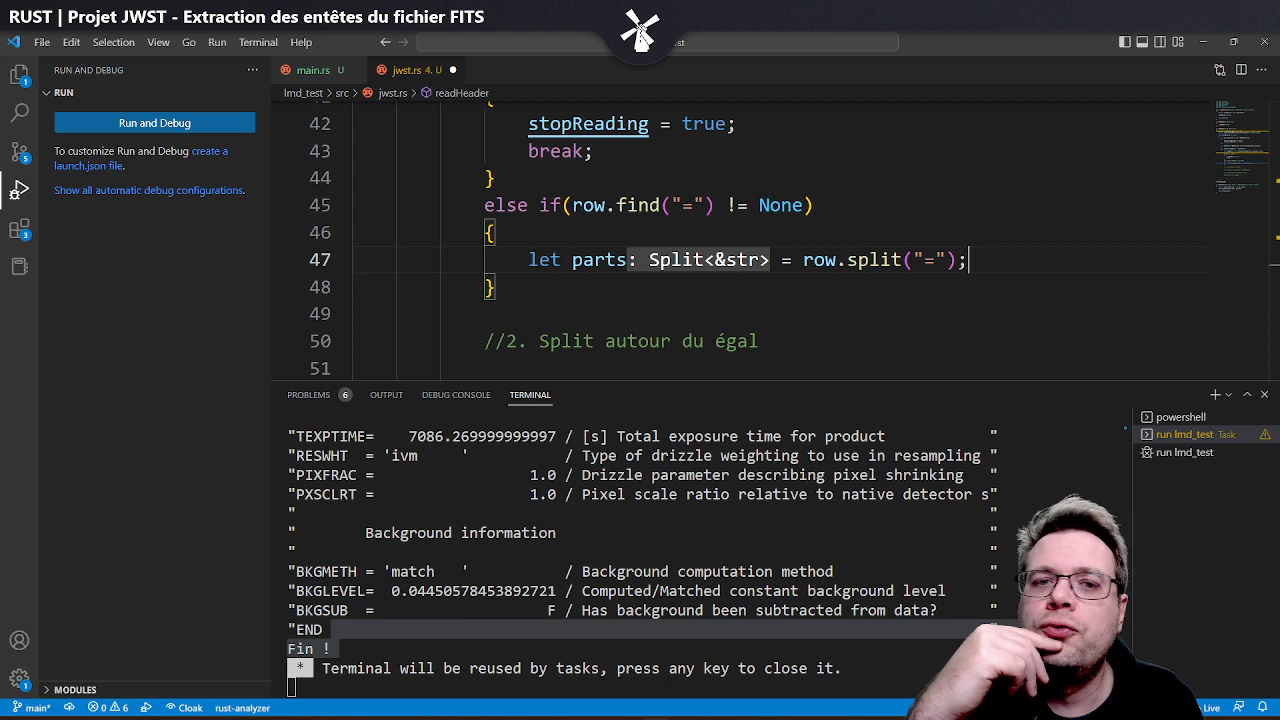 RUST | Projet JWST - Extraction des entêtes du fichier FITS
File Edit Selection View Go Run Terminal Help
RUN AND DEBUG
RUN
Run and Debug
To customize Run and Debug create a
launch.json file.
Show all automatic debug configurations.
main.rs U
jwst.rs 4, U
lmd_test > src > jwst.rs > readHeader
{
42 stopReading = true;
43 break;
44 }
45 else if(row.find("=") != None)
46 {
47 let parts: Split<&str> = row.split("=");
48 }
49
50 //2. Split autour du égal
51
PROBLEMS 6 OUTPUT DEBUG CONSOLE TERMINAL
"TEXPTIME= 7086.269999999997 / [s] Total exposure time for product "
"RESWHT = 'ivm ' / Type of drizzle weighting to use in resampling
"PIXFRAC = 1.0 / Drizzle parameter describing pixel shrinking
"PXSCLRT = 1.0 / Pixel scale ratio relative to native detector s"
" "
" Background information "
" "
"BKGMETH = 'match ' / Background computation method
"BKGLEVEL= 0.04450578453892721 / Computed/Matched constant background level
"BKGSUB = F / Has background been subtracted from data?
"END
Fin !
* Terminal will be reused by tasks, press any key to close it.
powershell
run lmd_test Task
run lmd_test
1
5
3
1
MODULES
main* 0 6 Cloak rust-analyzer
Live